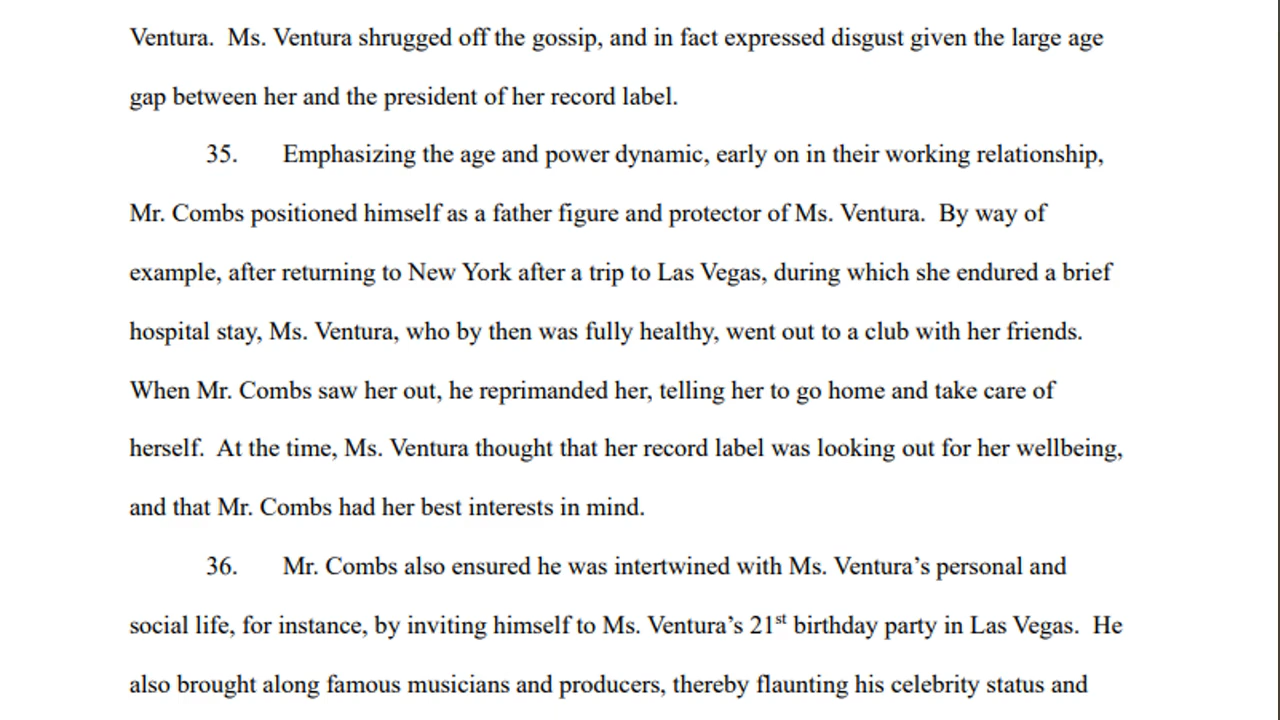 Ventura.  Ms. Ventura shrugged off the gossip, and in fact expressed disgust given the large age
gap between her and the president of her record label.
35. Emphasizing the age and power dynamic, early on in their working relationship,
Mr. Combs positioned himself as a father figure and protector of Ms. Ventura.  By way of
example, after returning to New York after a trip to Las Vegas, during which she endured a brief
hospital stay, Ms. Ventura, who by then was fully healthy, went out to a club with her friends.
When Mr. Combs saw her out, he reprimanded her, telling her to go home and take care of
herself.  At the time, Ms. Ventura thought that her record label was looking out for her wellbeing,
and that Mr. Combs had her best interests in mind.
36. Mr. Combs also ensured he was intertwined with Ms. Ventura’s personal and
social life, for instance, by inviting himself to Ms. Ventura’s 21st birthday party in Las Vegas.  He
also brought along famous musicians and producers, thereby flaunting his celebrity status and